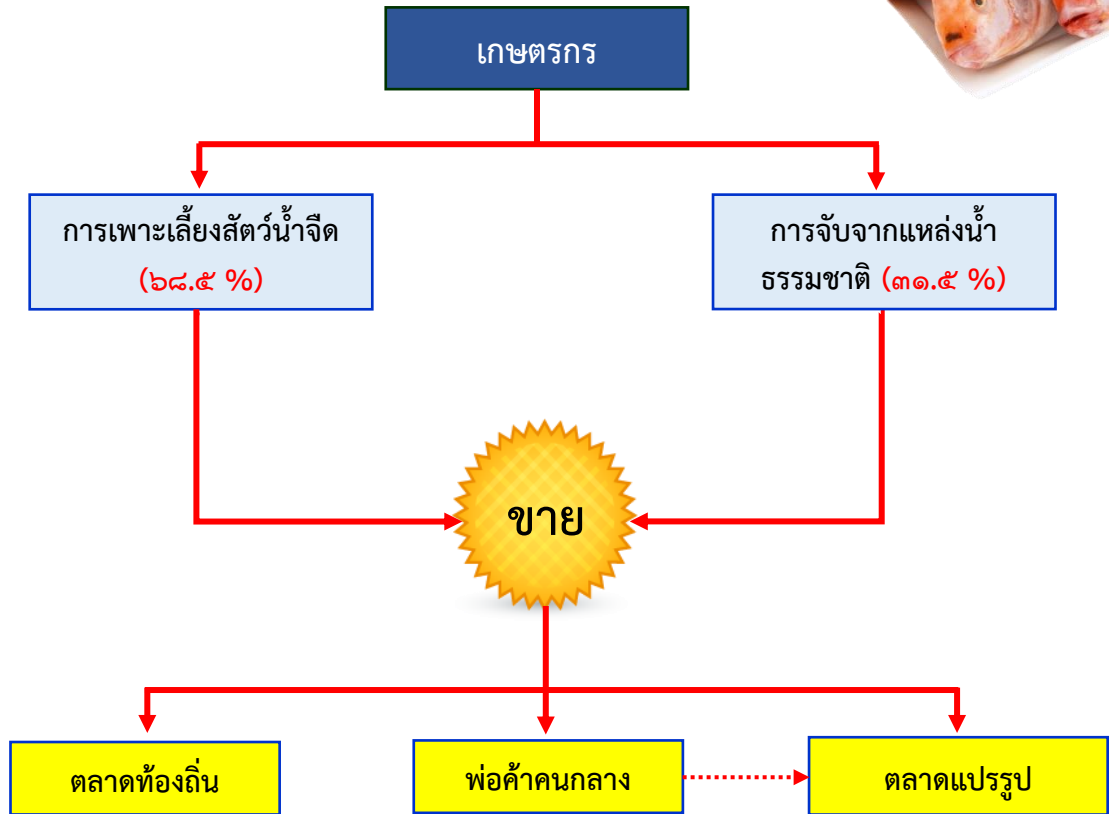 เกษตรกร
การเพาะเลี้ยงสัตว์น้ำจืด
(๖๘.๕ %)
การจับจากแหล่งน้ำ
ธรรมชาติ (๓๑.๕ %)
ขาย
ตลาดท้องถิ่น
พ่อค้าคนกลาง
ตลาดแปรรูป